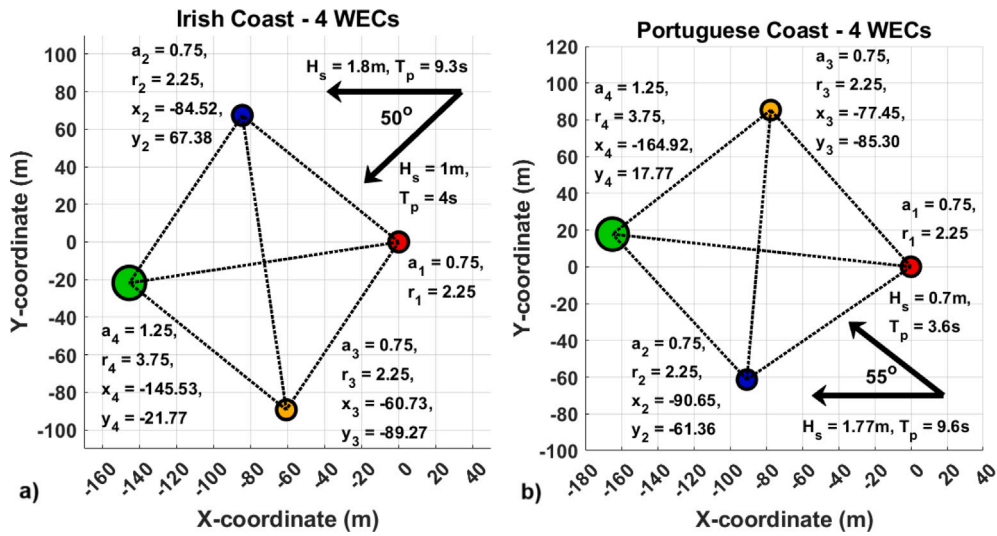 Irish Coast - 4 WECs
a2 = 0.75,
r2 = 2.25,
x2 = -84.52,
y2 = 67.38
Hs = 1.8m, Tp = 9.3s
50o
Hs = 1m,
Tp = 4s
a1 = 0.75,
r1 = 2.25
a4 = 1.25,
r4 = 3.75,
x4 = -145.53,
y4 = -21.77
a3 = 0.75,
r3 = 2.25,
x3 = -60.73,
y3 = -89.27
Y-coordinate (m)
100
80
60
40
20
0
-20
-40
-60
-80
-100
-160
-140
-120
-100
-80
-60
-40
-20
0
20
40
X-coordinate (m)
a)
Portuguese Coast - 4 WECs
a4 = 1.25,
r4 = 3.75,
x4 = -164.92,
y4 = 17.77
a3 = 0.75,
r3 = 2.25,
x3 = -77.45,
y3 = -85.30
a1 = 0.75,
r1 = 2.25
Hs = 0.7m,
Tp = 3.6s
55o
Hs = 1.77m, Tp = 9.6s
a2 = 0.75,
r2 = 2.25,
x2 = -90.65,
y2 = -61.36
Y-coordinate (m)
120
100
80
60
40
20
0
-20
-40
-60
-80
-100
-180
-160
-140
-120
-100
-80
-60
-40
-20
0
20
40
X-coordinate (m)
b)